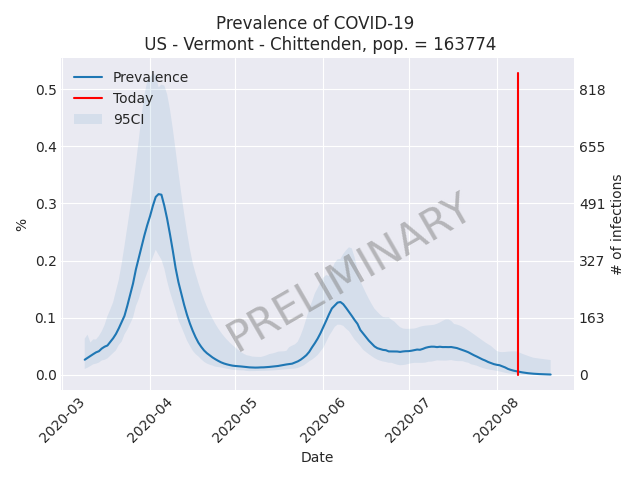 Prevalence of COVID-19
US - Vermont - Chittenden, pop. = 163774
Prevalence
Today
95CI
0.5
0.4
0.3
0.2
0.1
0.0
%
818
655
491
327
163
0
# of infections
PRELIMINARY
2020-03
2020-04
2020-05
2020-06
2020-07
2020-08
Date